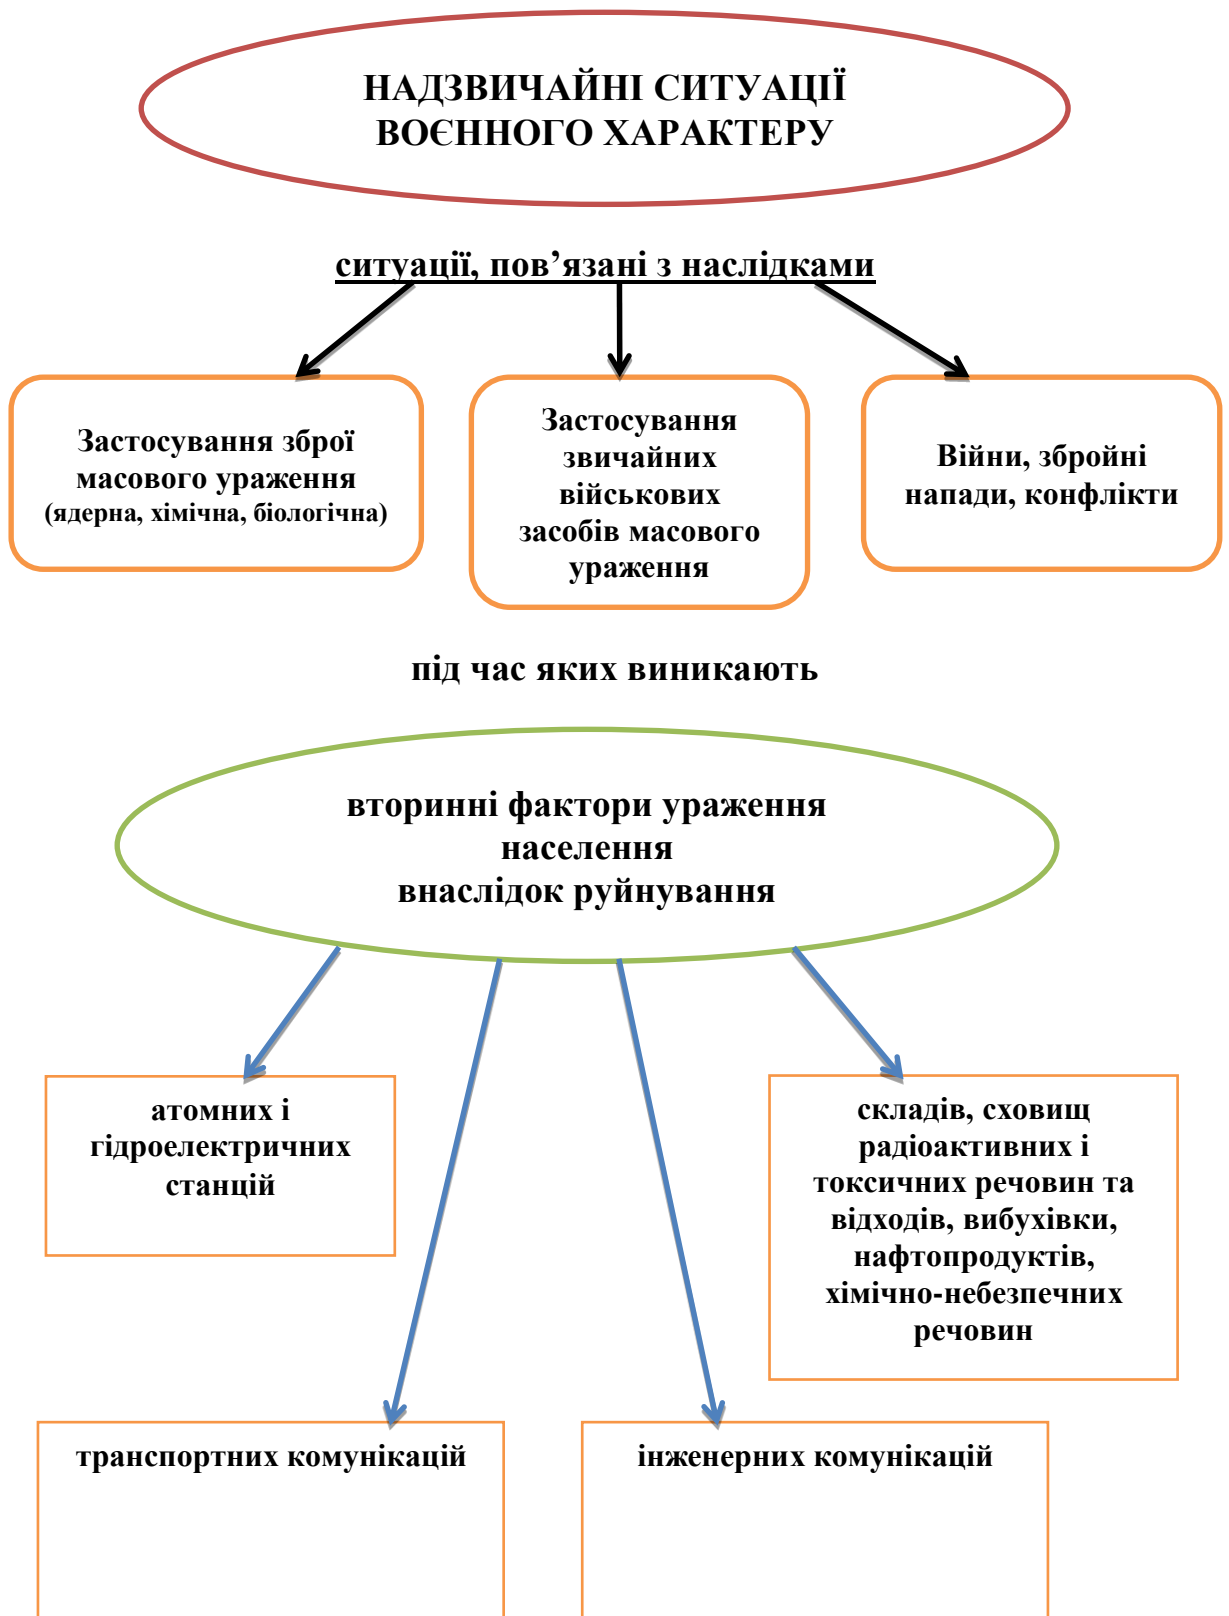 НАДЗВИЧАЙНІ СИТУАЦІЇ
ВОЄННОГО ХАРАКТЕРУ
ситуації, пов’язані з наслідками
Застосування зброї
масового ураження
(ядерна, хімічна, біологічна)
Застосування
звичайних
військових
засобів масового
ураження
Війни, збройні
напади, конфлікти
під час яких виникають
вторинні фактори ураження
населення
внаслідок руйнування
атомних і
гідроелектричних
станцій
складів, сховищ
радіоактивних і
токсичних речовин та
відходів, вибухівки,
нафтопродуктів,
хімічно-небезпечних
речовин
транспортних комунікацій
інженерних комунікацій